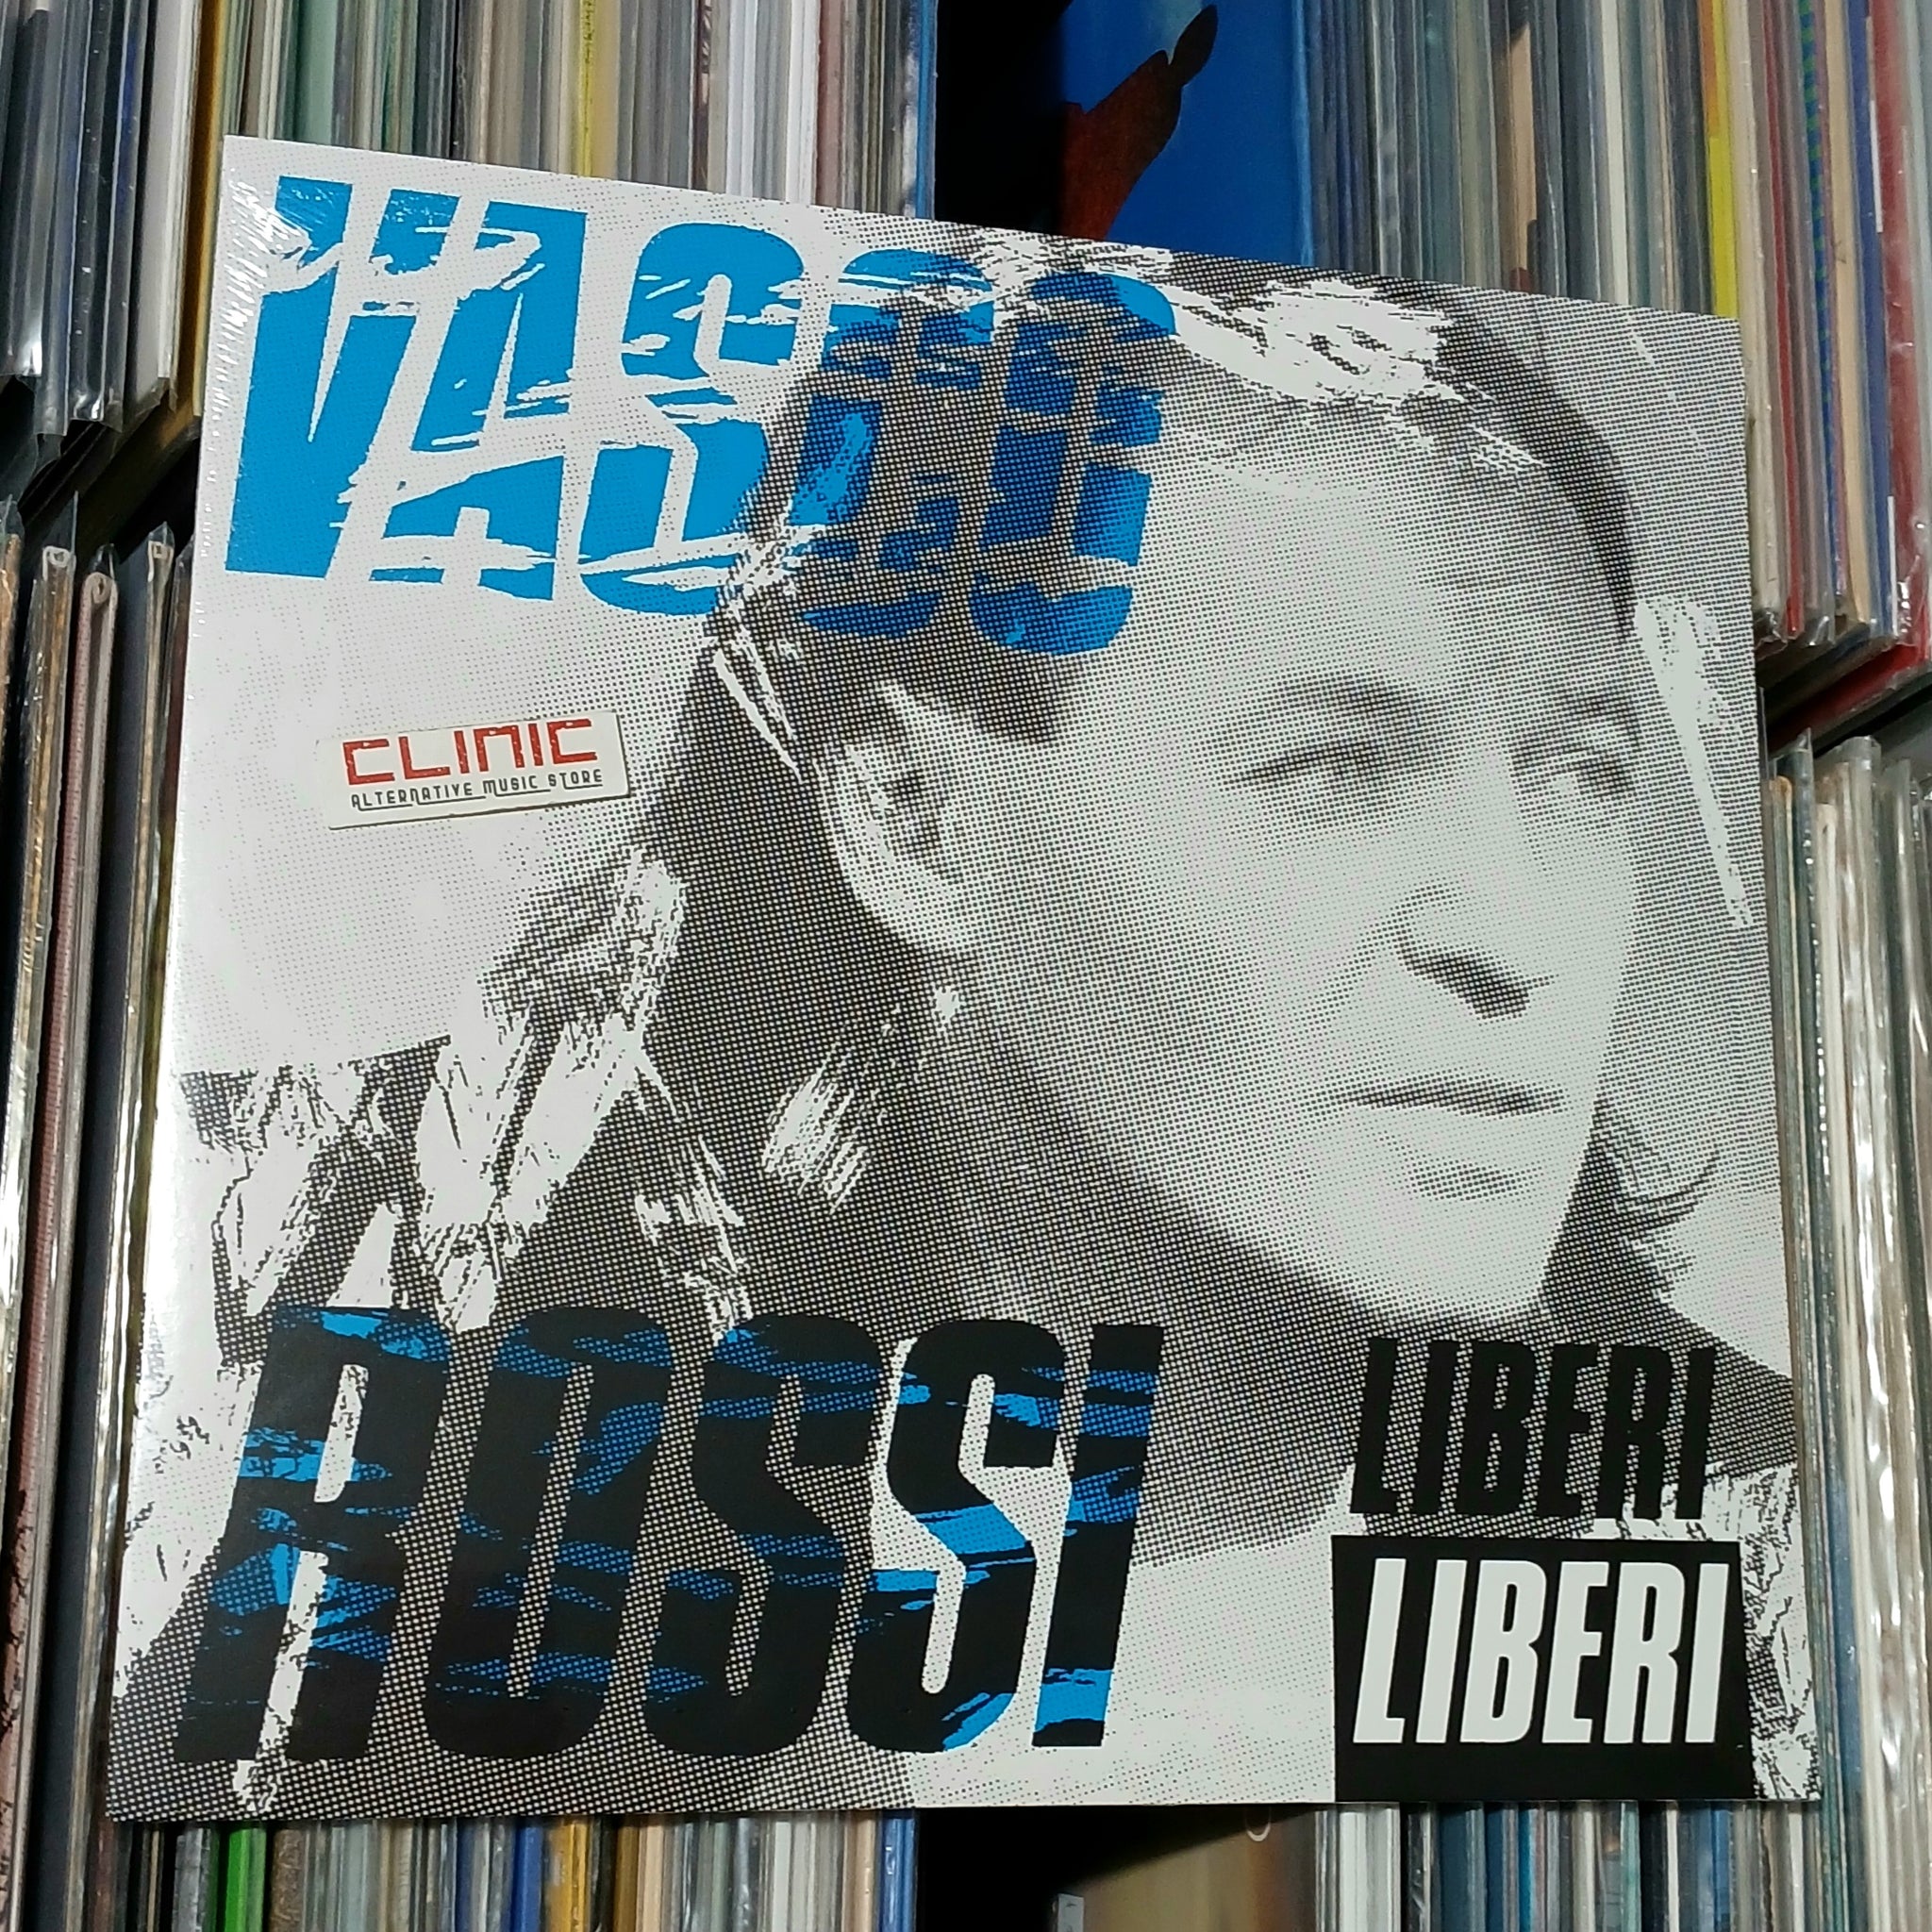 VASCO
CLINIC
ALTERNATIVE MUSIC STORE
ROSSI
LIBERI
LIBERI